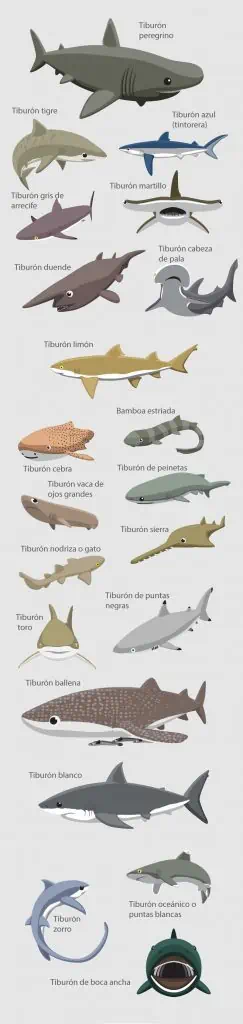 Tiburón
peregrino
Tiburón tigre
Tiburón azul
(tintorera)
Tiburón gris de
arrecife
Tiburón martillo
Tiburón duende
Tiburón cabeza
de pala
Tiburón limón
Bamboa estriada
Tiburón cebra
Tiburón de peinetas
Tiburón vaca de
ojos grandes
Tiburón sierra
Tiburón nodriza o gato
Tiburón de puntas
negras
Tiburón
toro
Tiburón ballena
Tiburón blanco
Tiburón oceánico o
puntas blancas
Tiburón
zorro
Tiburón de boca ancha